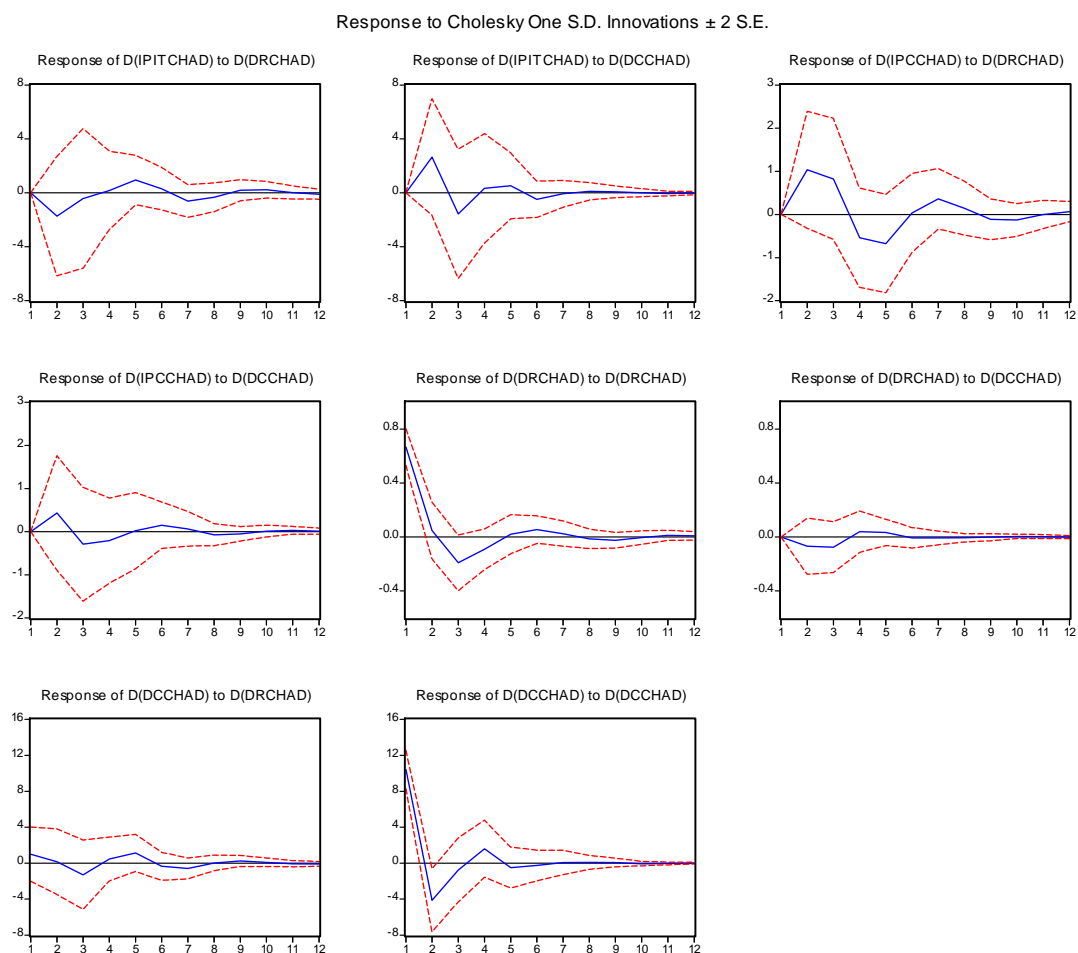 Response to Cholesky One S.D. Innovations ± 2 S.E.
Response of D(IPITCHAD) to D(DRCHAD)
8
4
0
-4
-8
1 2 3 4 5 6 7 8 9 10 11 12
Response of D(IPITCHAD) to D(DCCHAD)
8
4
0
-4
-8
1 2 3 4 5 6 7 8 9 10 11 12
Response of D(IPCCHAD) to D(DRCHAD)
3
2
1
0
-1
-2
1 2 3 4 5 6 7 8 9 10 11 12
Response of D(IPCCHAD) to D(DCCHAD)
3
2
1
0
-1
-2
1 2 3 4 5 6 7 8 9 10 11 12
Response of D(DRCHAD) to D(DRCHAD)
0.8
0.4
0.0
-0.4
1 2 3 4 5 6 7 8 9 10 11 12
Response of D(DRCHAD) to D(DCCHAD)
0.8
0.4
0.0
-0.4
1 2 3 4 5 6 7 8 9 10 11 12
Response of D(DCCHAD) to D(DRCHAD)
16
12
8
4
0
-4
-8
1 2 3 4 5 6 7 8 9 10 11 12
Response of D(DCCHAD) to D(DCCHAD)
16
12
8
4
0
-4
-8
1 2 3 4 5 6 7 8 9 10 11 12